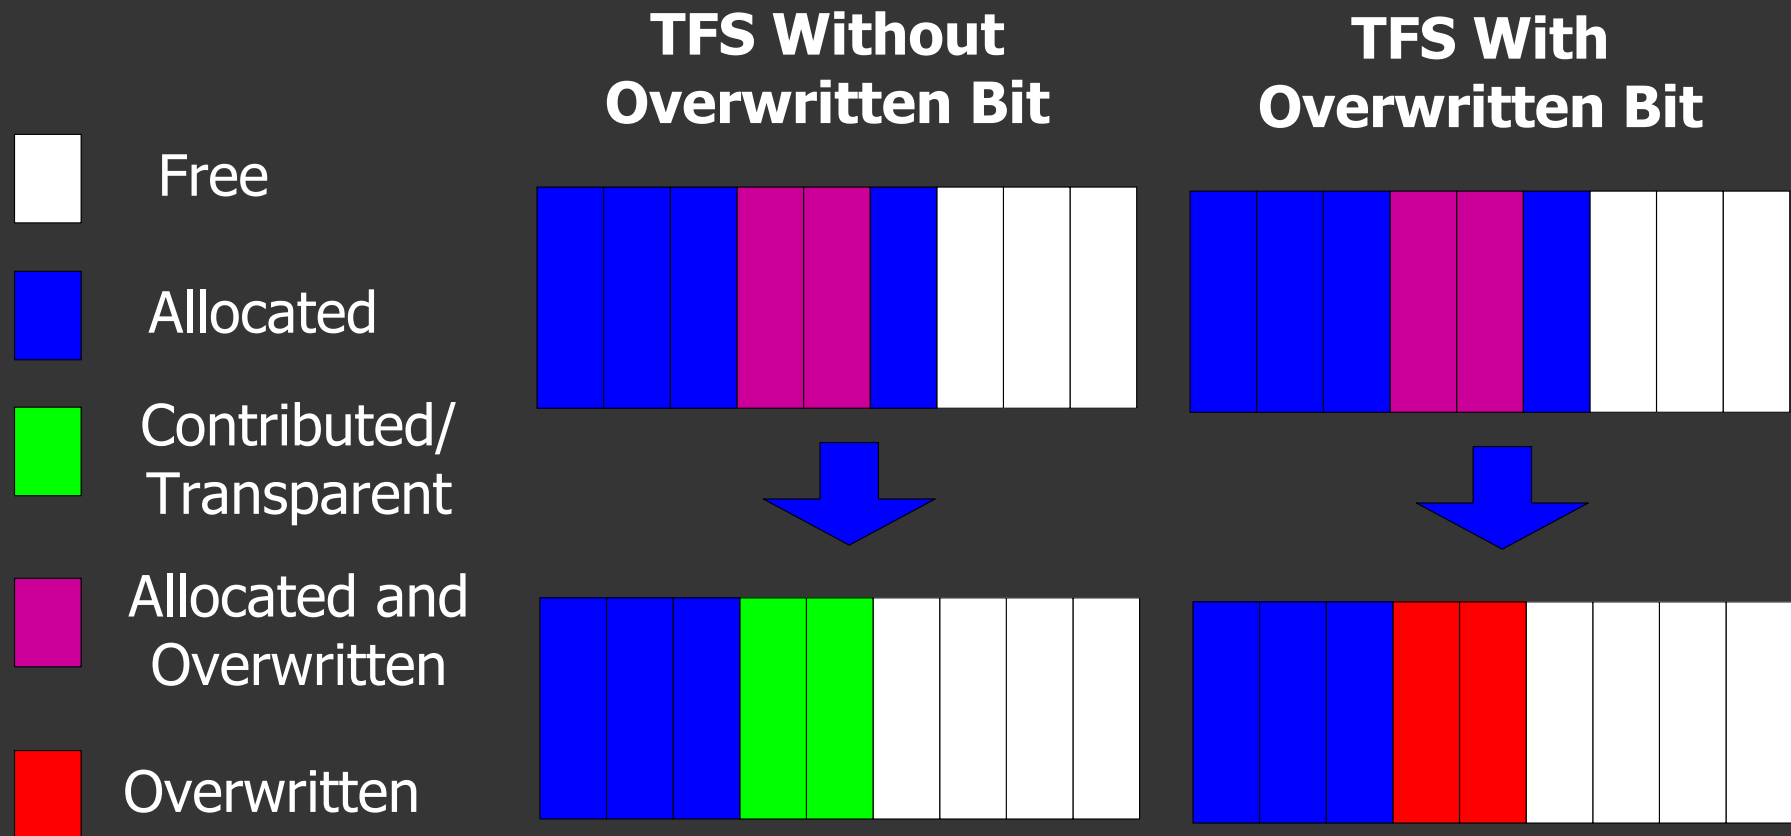 TFS Without
Overwritten Bit
TFS With
Overwritten Bit
Free
Allocated
Contributed/
Transparent
Allocated and
Overwritten
Overwritten